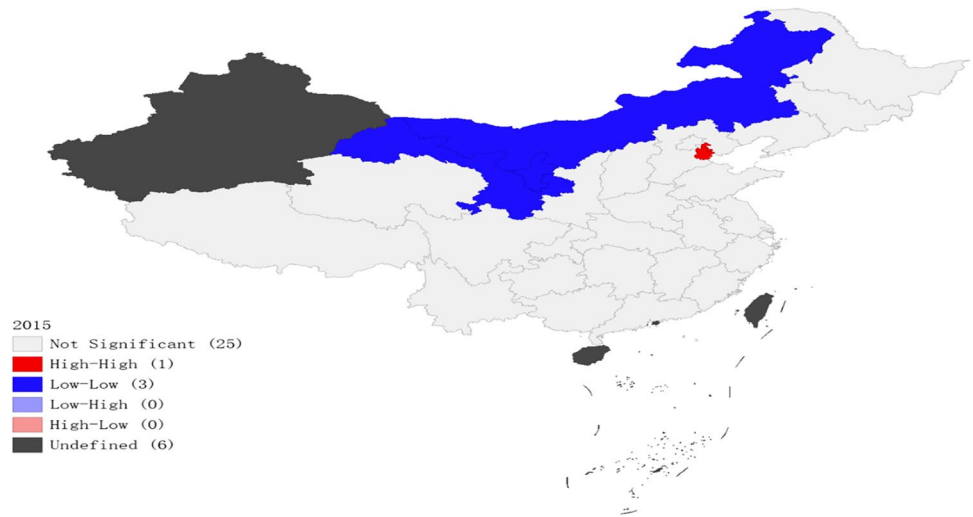 2015
Not Significant (25)
High-High (1)
Low-Low (3)
Low-High (0)
High-Low (0)
Undefined (6)